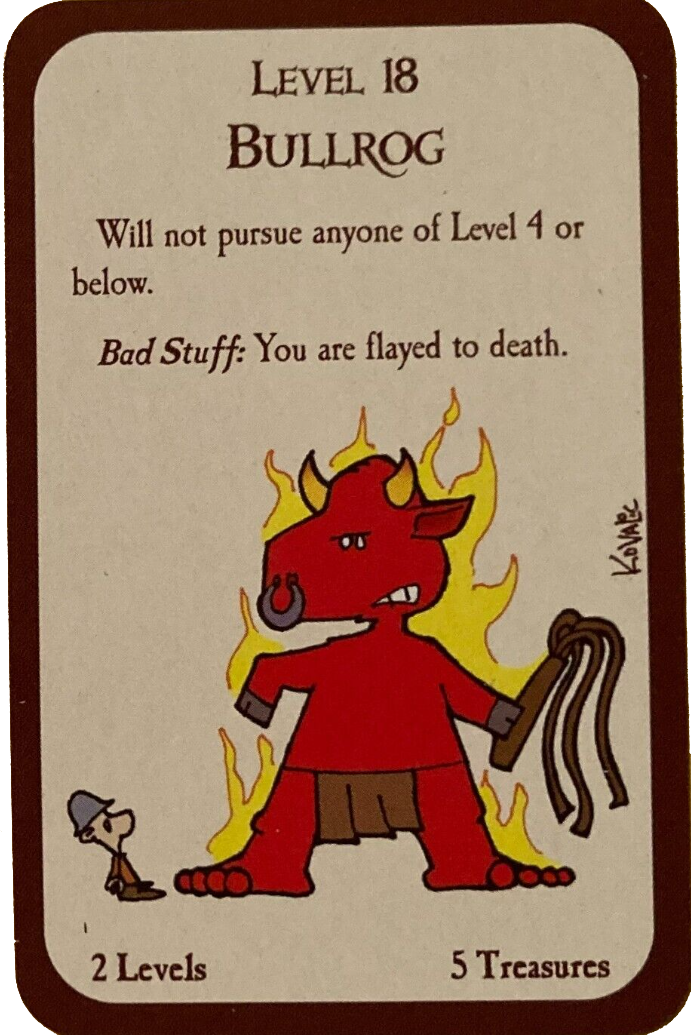 Level 18
Bullrog
Will not pursue anyone of Level 4 or
below.
Bad Stuff: You are flayed to death.
Kovalic
2 Levels
5 Treasures